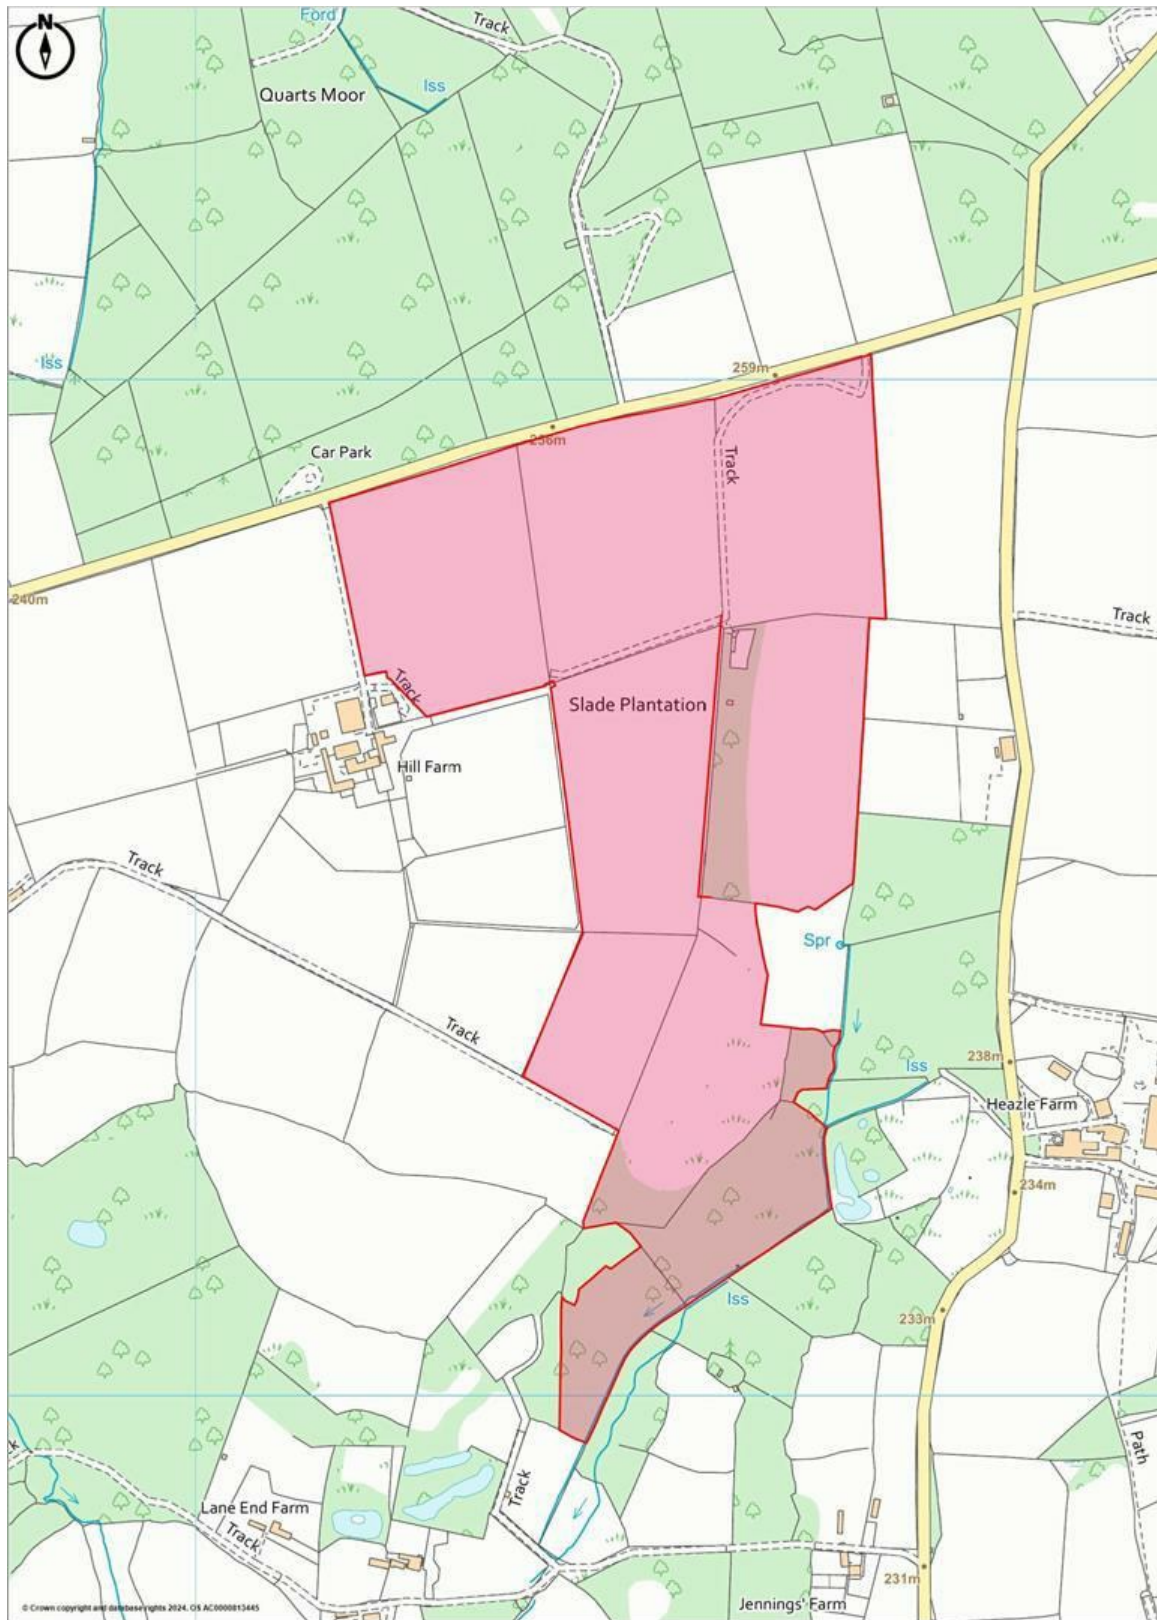 N
Ford
Track
Iss
Quarts Moor
Iss
259m
256m
Car Park
Track
240m
Track
Track
Slade Plantation
Hill Farm
Track
Spr
Track
238m
Iss
Heazle Farm
234m
Iss
233m
Path
Track
Lane End Farm
Track
231m
Jennings' Farm
© Crown copyright and database rights 2024. OS AC0000813445